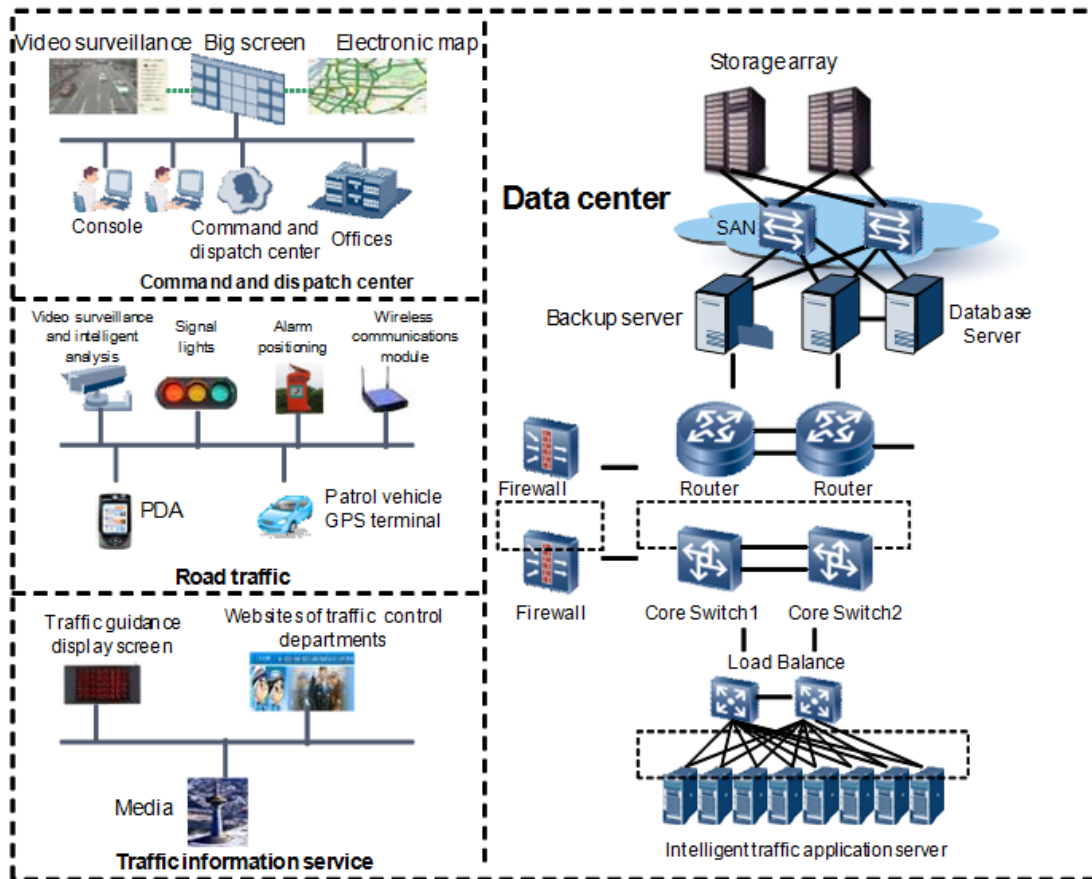 Video surveillance
Big screen
Electronic map
Console
Command and
dispatch center
Offices
Command and dispatch center
Video surveillance
and intelligent
analysis
Signal
lights
Alarm
positioning
Wireless
communications
module
PDA
Patrol vehicle
GPS terminal
Road traffic
Traffic guidance
display screen
Websites of traffic control
departments
Media
Traffic information service
Storage array
Data center
SAN
Backup server
Database
Server
Firewall
Router
Router
Firewall
Core Switch1
Core Switch2
Load Balance
Intelligent traffic application server